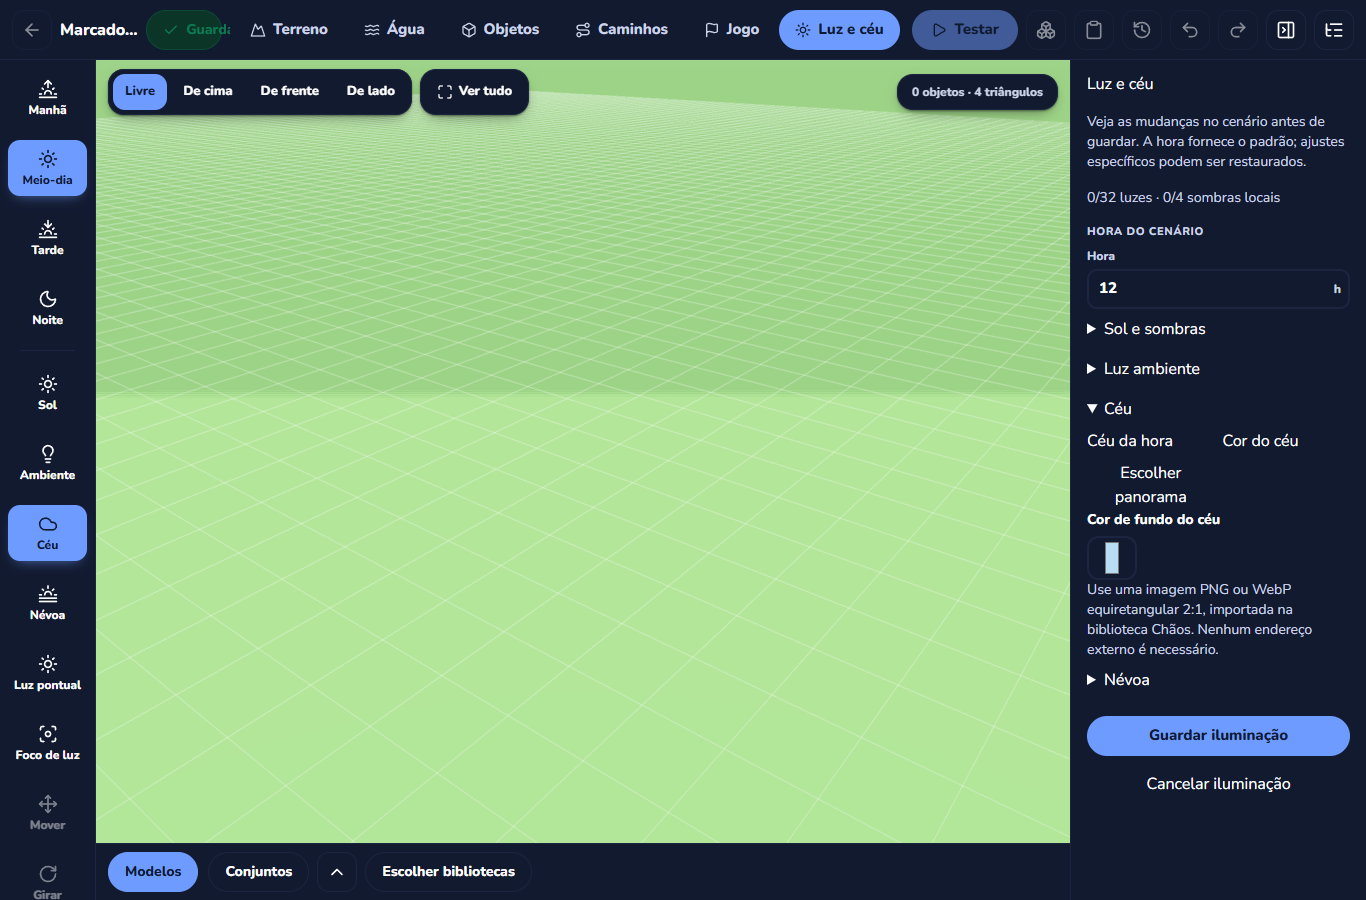 Marcado...
Terreno
Água
Objetos
Caminhos
Jogo
Luz e céu
Testar
Manhã
Meio-dia
Tarde
Noite
Sol
Ambiente
Céu
Névoa
Luz pontual
Foco de luz
Mover
Girar
Livre
De cima
De frente
De lado
Ver tudo
0 objetos · 4 triângulos
Luz e céu
Veja as mudanças no cenário antes de
guardar. A hora fornece o padrão; ajustes
específicos podem ser restaurados.
0/32 luzes · 0/4 sombras locais
HORA DO CENÁRIO
Hora
12 h
Sol e sombras
Luz ambiente
Céu
Céu da hora
Cor do céu
Escolher
panorama
Cor de fundo do céu
Use uma imagem PNG ou WebP
equiretangular 2:1, importada na
biblioteca Chãos. Nenhum endereço
externo é necessário.
Névoa
Guardar iluminação
Cancelar iluminação
Modelos
Conjuntos
Escolher bibliotecas